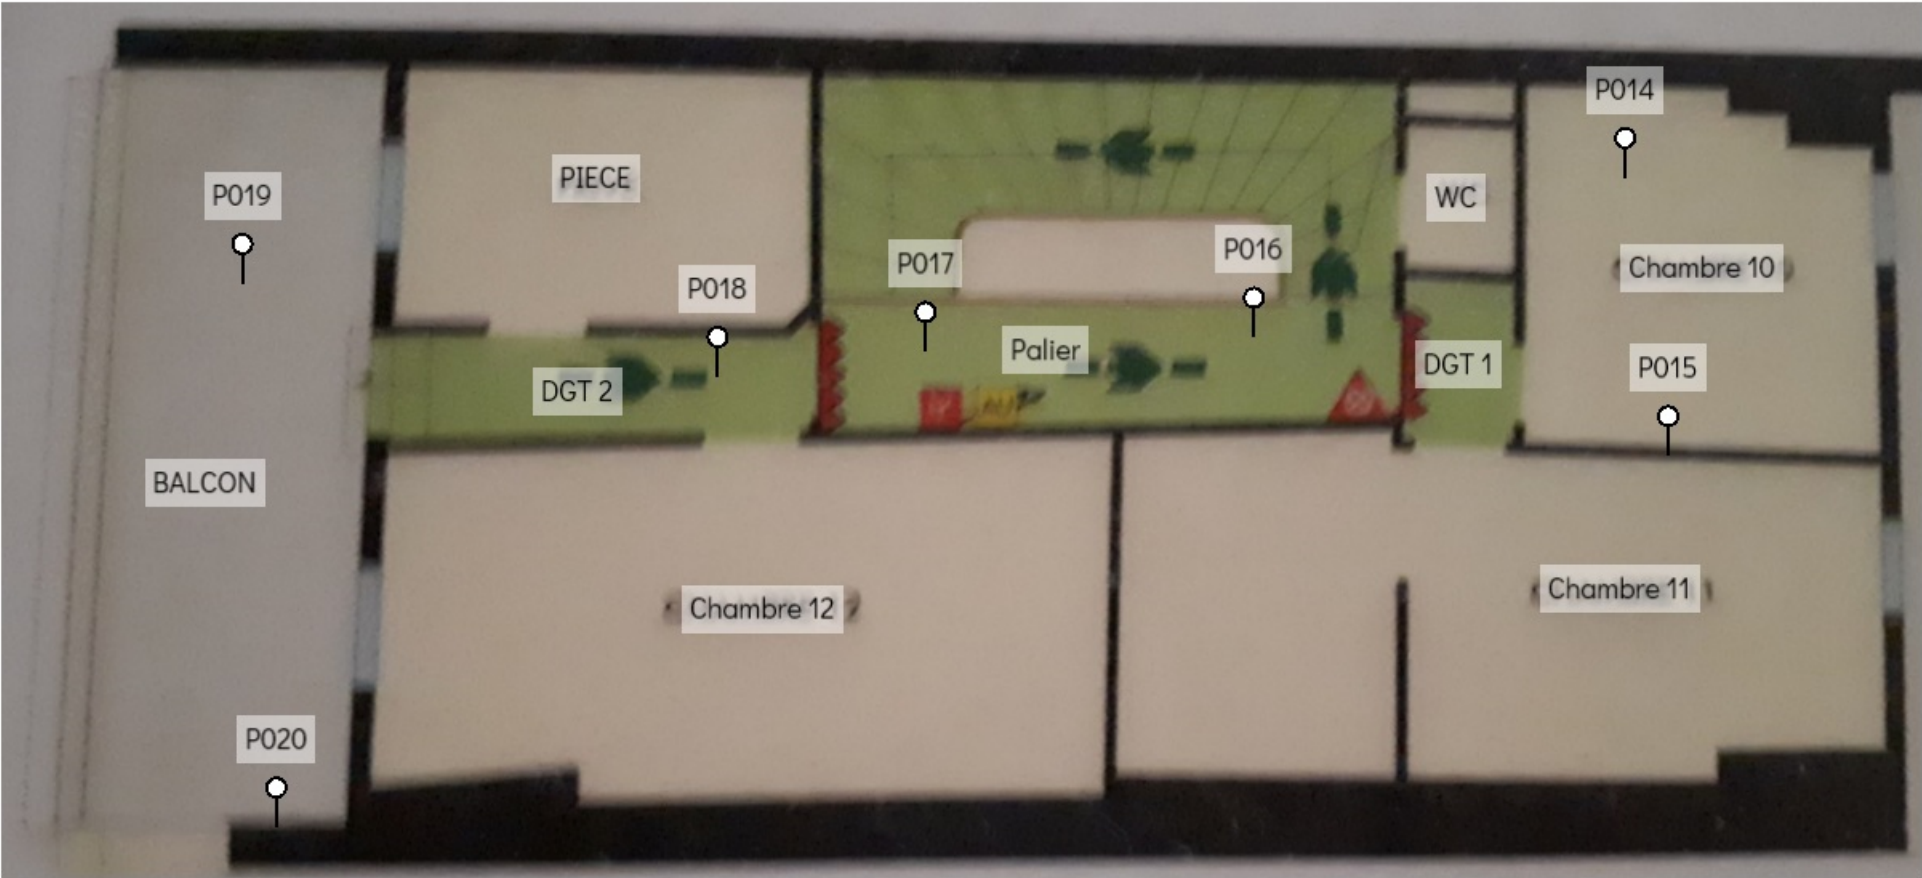 P014
P019
PIECE
WC
P017
P016
Chambre 10
P018
Palier
DGT 1
P015
DGT 2
BALCON
Chambre 12
Chambre 11
P020